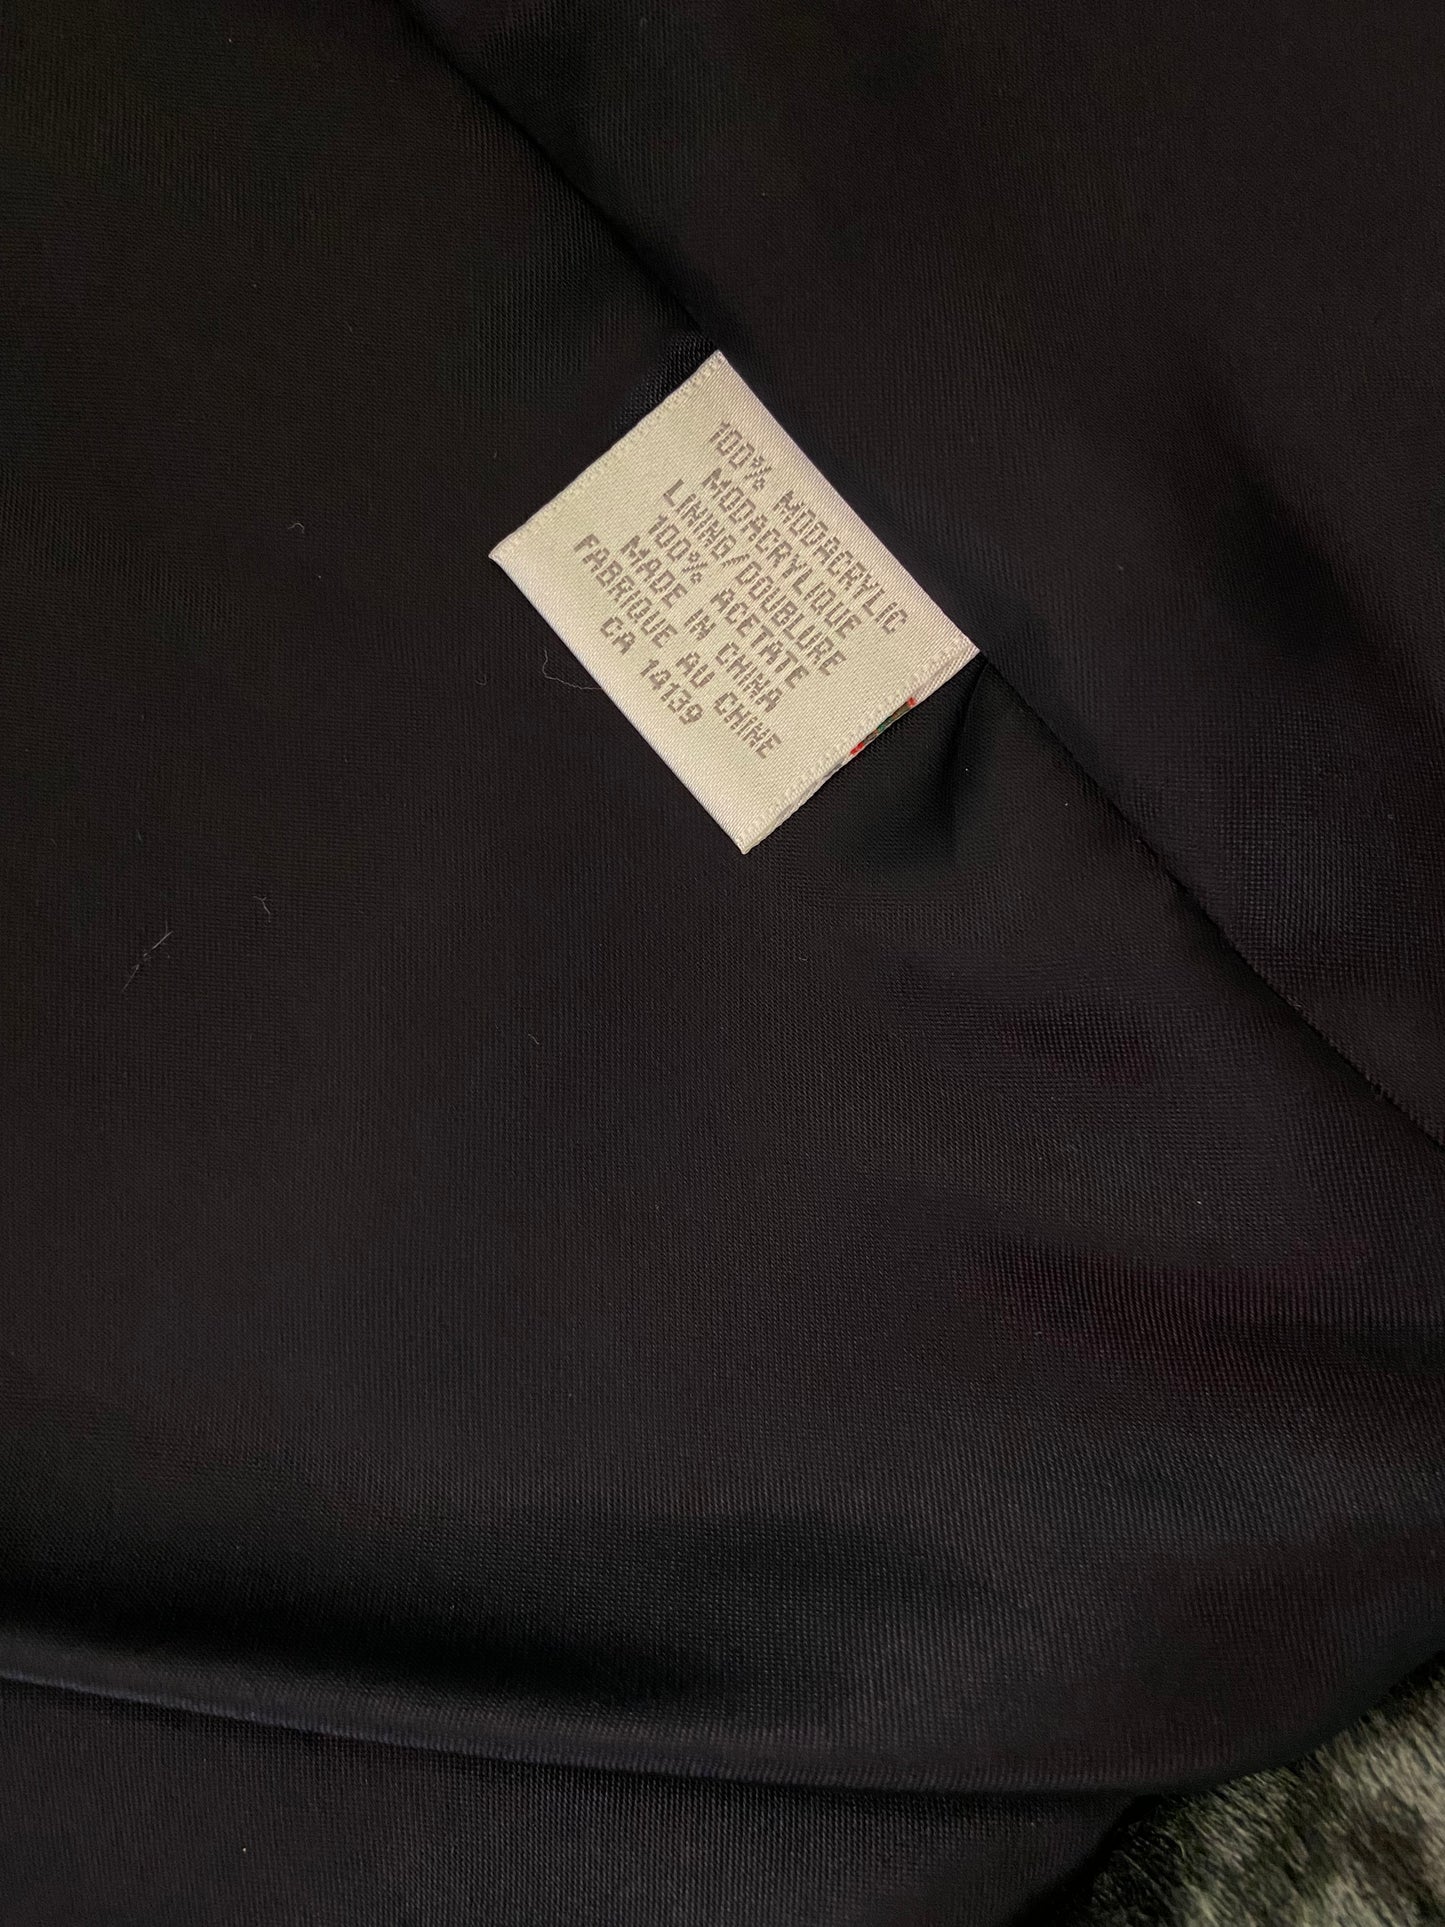 100% MODACRYLIC
MODACRYLIQUE
LINING/DOUBLURE
100% ACETATE
MADE IN CHINA
FABRIQUE AU CHINE
CA 14139